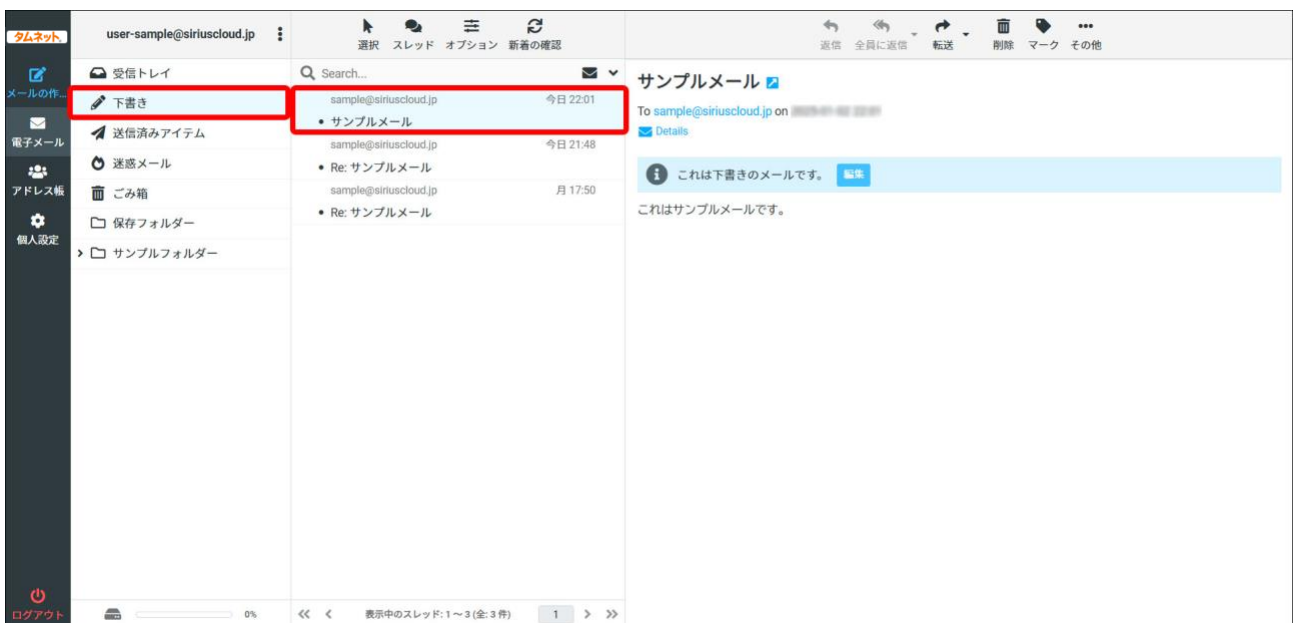 タムネット
メールの作...
電子メール
アドレス帳
個人設定
ログアウト
user-sample@siriuscloud.jp
受信トレイ
下書き
送信済みアイテム
迷惑メール
ごみ箱
保存フォルダー
サンプルフォルダー
0%
選択 スレッド オプション 新着の確認
Search...
sample@siriuscloud.jp 今日 22:01
• サンプルメール
sample@siriuscloud.jp 今日 21:48
• Re: サンプルメール
sample@siriuscloud.jp 月 17:50
• Re: サンプルメール
表示中のスレッド: 1 〜 3 (全: 3 件) 1
返信 全員に返信 転送 削除 マーク その他
サンプルメール
To sample@siriuscloud.jp on
Details
これは下書きのメールです。 編集
これはサンプルメールです。